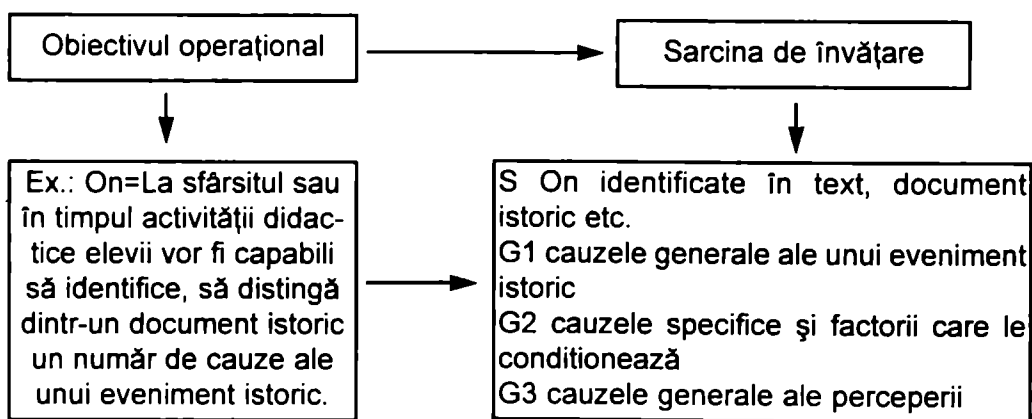 Obiectivul operaţional
Sarcina de învăţare
Ex.: On=La sfârsitul sau
în timpul activităţii didac-
tice elevii vor fi capabili
să identifice, să distingă
dintr-un document istoric
un număr de cauze ale
unui eveniment istoric.
S On identificate în text, document
istoric etc.
G1 cauzele generale ale unui eveniment
istoric
G2 cauzele specifice şi factorii care le
conditionează
G3 cauzele generale ale perceperii